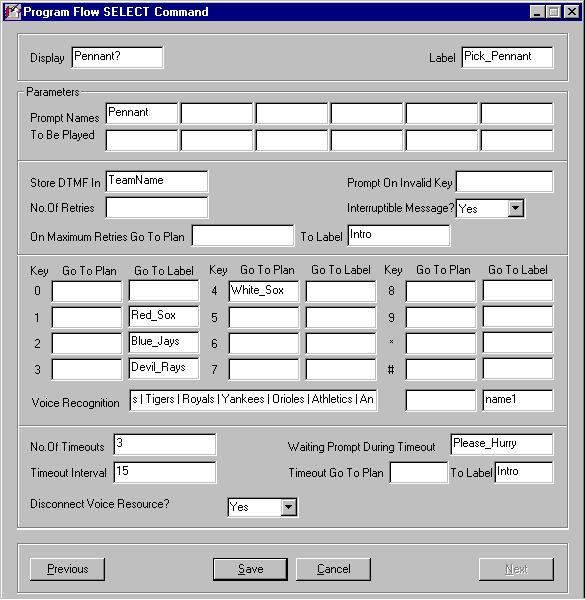 Program Flow SELECT Command
Display Pennant? Label Pick_Pennant
Parameters
Prompt Names Pennant
To Be Played
Store DTMF In TeamName Prompt On Invalid Key
No.Of Retries Interruptible Message? Yes
On Maximum Retries Go To Plan To Label Intro
Key Go To Plan Go To Label Key Go To Plan Go To Label Key Go To Plan Go To Label
0 4 White_Sox 8
1 Red_Sox 5 9
2 Blue_Jays 6 *
3 Devil_Rays 7 #
Voice Recognition s | Tigers | Royals | Yankees | Orioles | Athletics | An name1
No.Of Timeouts 3 Waiting Prompt During Timeout Please_Hurry
Timeout Interval 15 Timeout Go To Plan To Label Intro
Disconnect Voice Resource? Yes
Previous Save Cancel Next